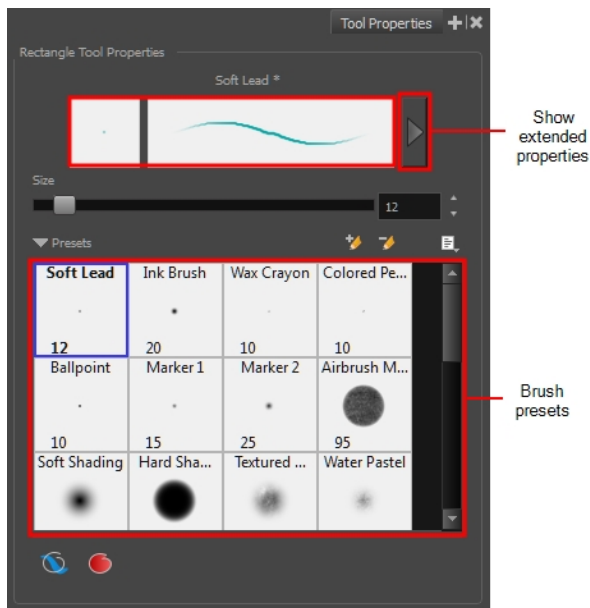 Tool Properties
Rectangle Tool Properties
Soft Lead *
Show
extended
properties
Size
12
Presets
Soft Lead Ink Brush Wax Crayon Colored Pe...
12 20 10 10
Ballpoint Marker 1 Marker 2 Airbrush M...
10 15 25 95
Brush
presets
Soft Shading Hard Sha... Textured ... Water Pastel